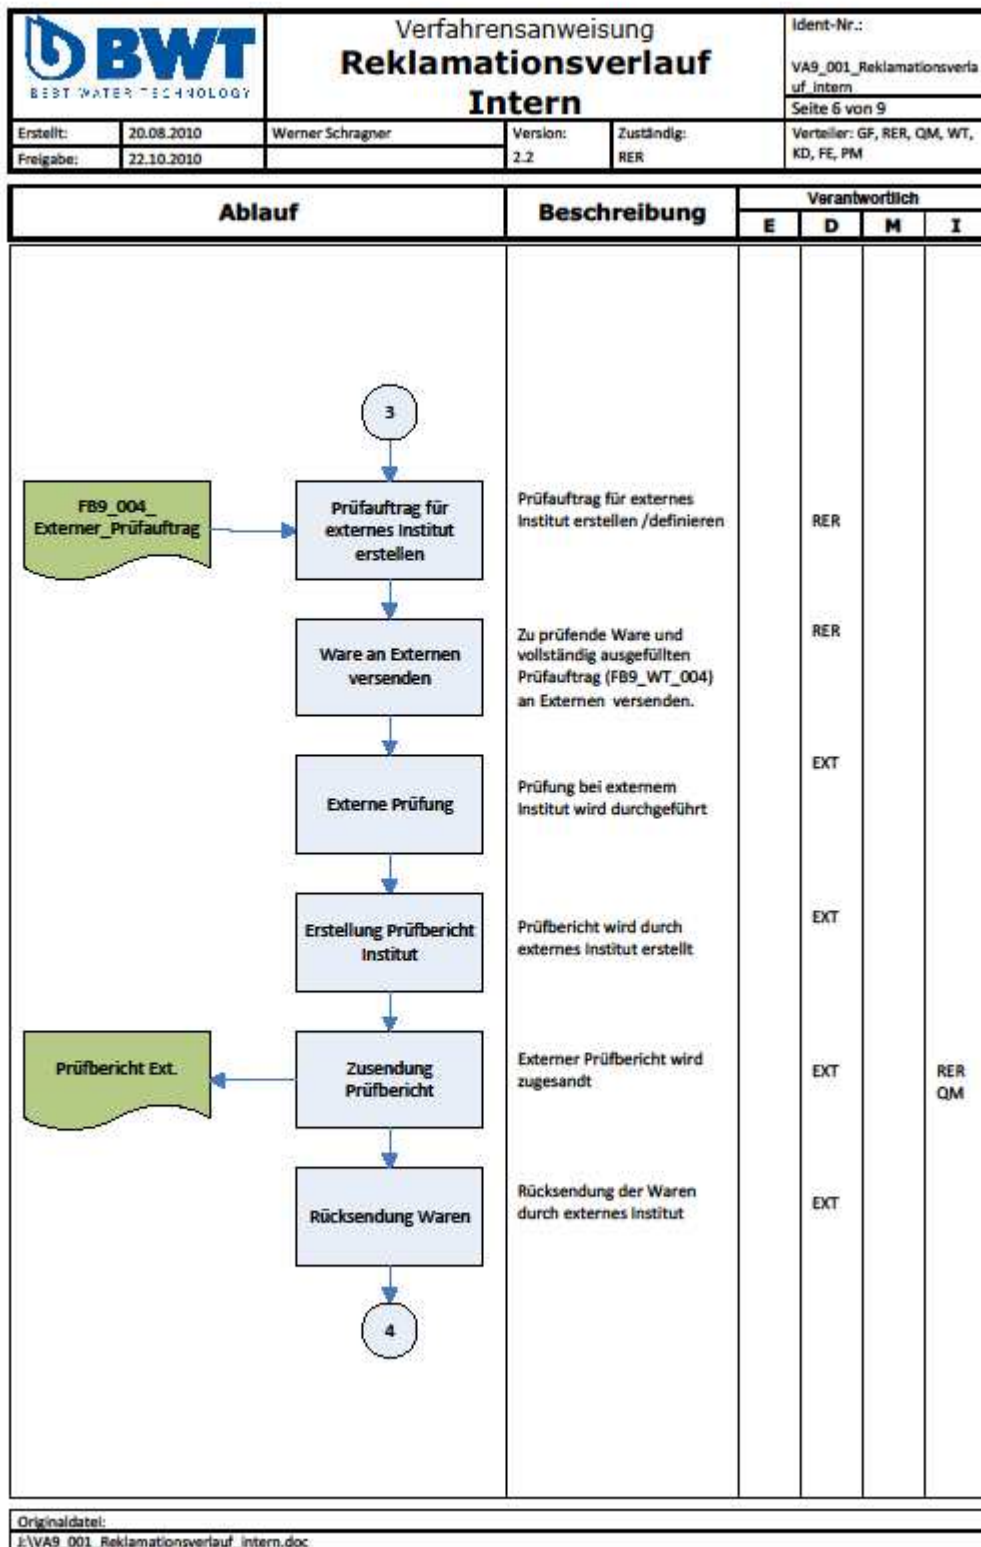 BWT
BEST WATER TECHNOLOGY
Verfahrensanweisung
Reklamationsverlauf
Intern
Ident-Nr.:
VA9_001_Reklamationsverla
uf_intern
Seite 6 von 9
Erstellt: 20.08.2010 Werner Schragner Version: Zuständig: Verteiler: GF, RER, QM, WT,
Freigabe: 22.10.2010 2.2 RER KD, FE, PM
Ablauf Beschreibung Verantwortlich
E D M I
3
FB9_004_
Externer_Prüfauftrag
Prüfauftrag für
externes Institut
erstellen
Prüfauftrag für externes
Institut erstellen /definieren
RER
Ware an Externen
versenden
Zu prüfende Ware und
vollständig ausgefüllten
Prüfauftrag (FB9_WT_004)
an Externen versenden.
RER
Externe Prüfung
Prüfung bei externem
Institut wird durchgeführt
EXT
Erstellung Prüfbericht
Institut
Prüfbericht wird durch
externes Institut erstellt
EXT
Prüfbericht Ext.
Zusendung
Prüfbericht
Externer Prüfbericht wird
zugesandt
EXT
RER
QM
Rücksendung Waren
Rücksendung der Waren
durch externes Institut
EXT
4
Originaldatei:
J:\VA9_001_Reklamationsverlauf_intern.doc